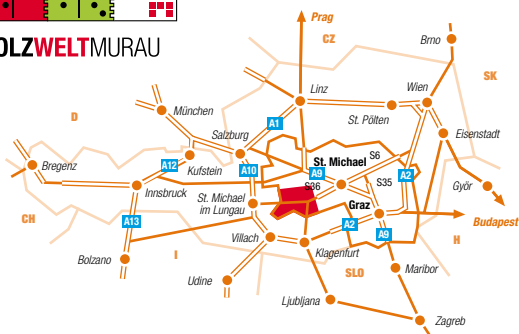 OLZWELTMURAU
Prag
CZ
Brno
SK
Linz
Wien
D
München
St. Pölten
A1
Salzburg
Eisenstadt
St. Michael
S6
Bregenz
A12
Kufstein
A10
A9
A2
S36
S35
Győr
Innsbruck
St. Michael
im Lungau
Graz
CH
A13
A2
A9
Budapest
Villach
H
Bolzano
I
Klagenfurt
SLO
Maribor
Udine
Ljubljana
Zagreb